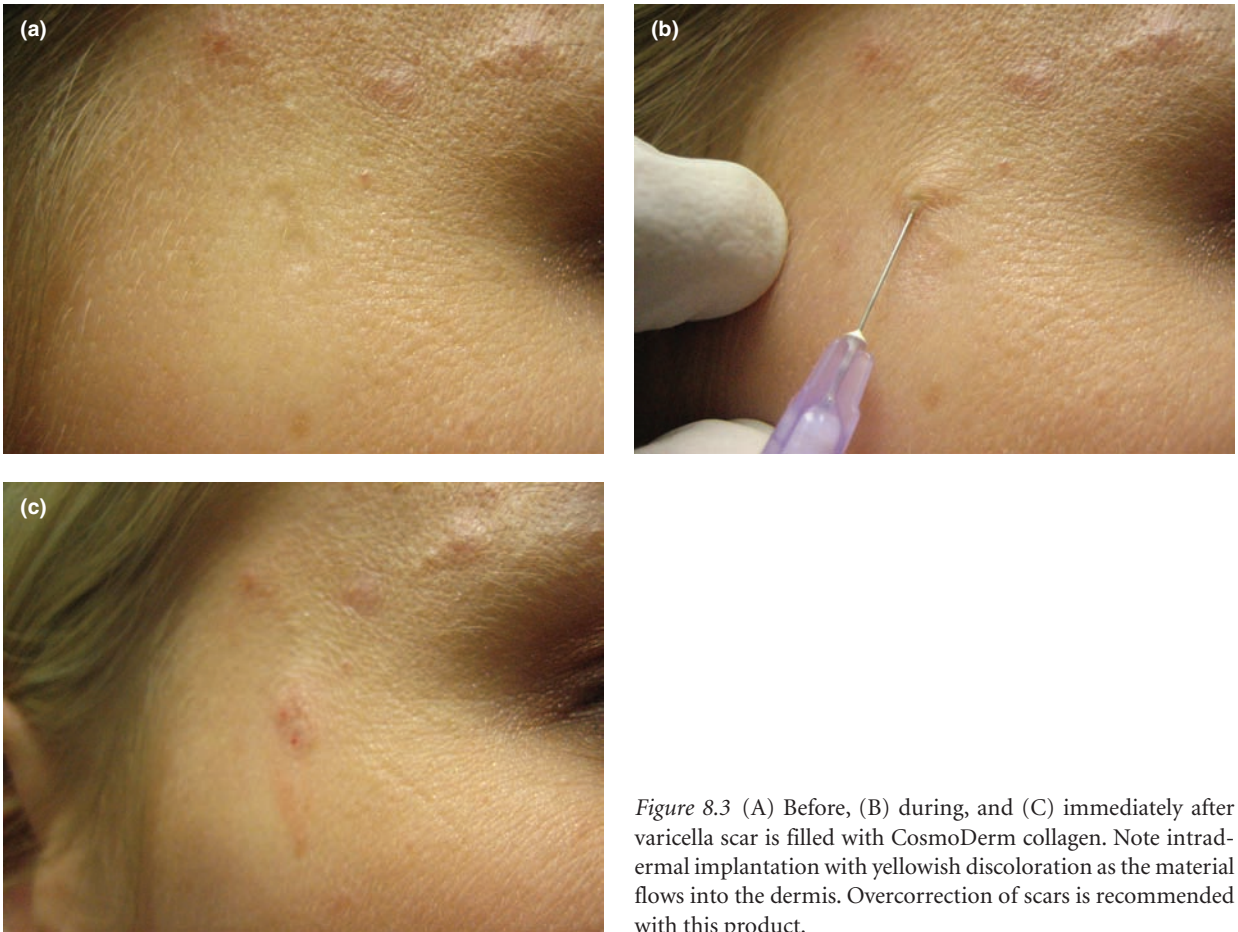 (a)
(b)
(c)
Figure 8.3 (A) Before, (B) during, and (C) immediately after
varicella scar is filled with CosmoDerm collagen. Note intrad-
ermal implantation with yellowish discoloration as the material
flows into the dermis. Overcorrection of scars is recommended
with this product.